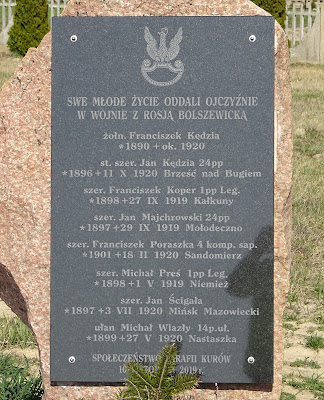 SWE MŁODE ŻYCIE ODDALI OJCZYŹNIE
W WOJNIE Z ROSJĄ BOLSZEWICKĄ
żołn. Franciszek Kędzia
*1890 + ok. 1920
st. szer. Jan Kędzia 24pp
*1896 + 11 X 1920 Brześć nad Bugiem
szer. Franciszek Koper 1pp Leg.
*1898 + 27 IX 1919 Kałkuny
szer. Jan Majchrowski 24pp
*1897 + 29 IX 1919 Mołodeczno
szer. Franciszek Poraszka 4 komp. sap.
*1901 + 18 II 1920 Sandomierz
szer. Michał Preś 1pp Leg.
*1898 + 1 V 1919 Niemież
szer. Jan Ścigała
*1897 + 3 VII 1920 Mińsk Mazowiecki
ułan Michał Wlazły 14p.uł.
*1899 + 27 V 1920 Nastaszka
SPOŁECZEŃSTWO PARAFII KURÓW
2019 r.